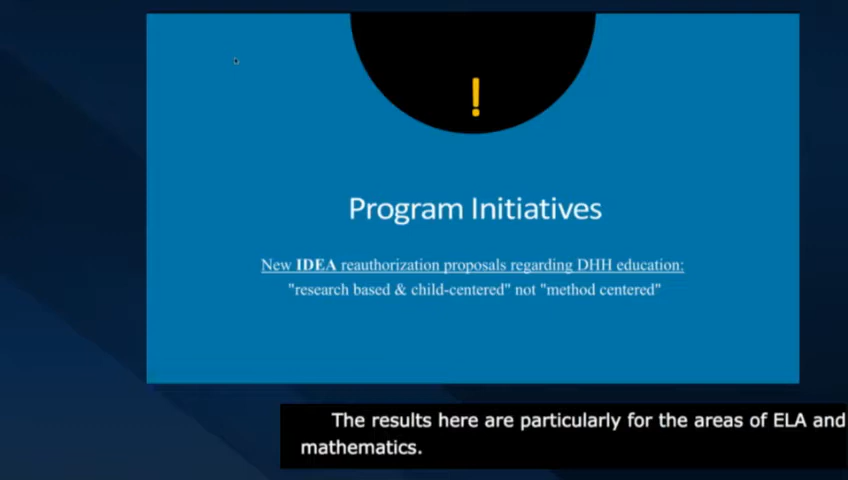 !
Program Initiatives
New IDEA reauthorization proposals regarding DHH education:
"research based & child-centered" not "method centered"
The results here are particularly for the areas of ELA and
mathematics.